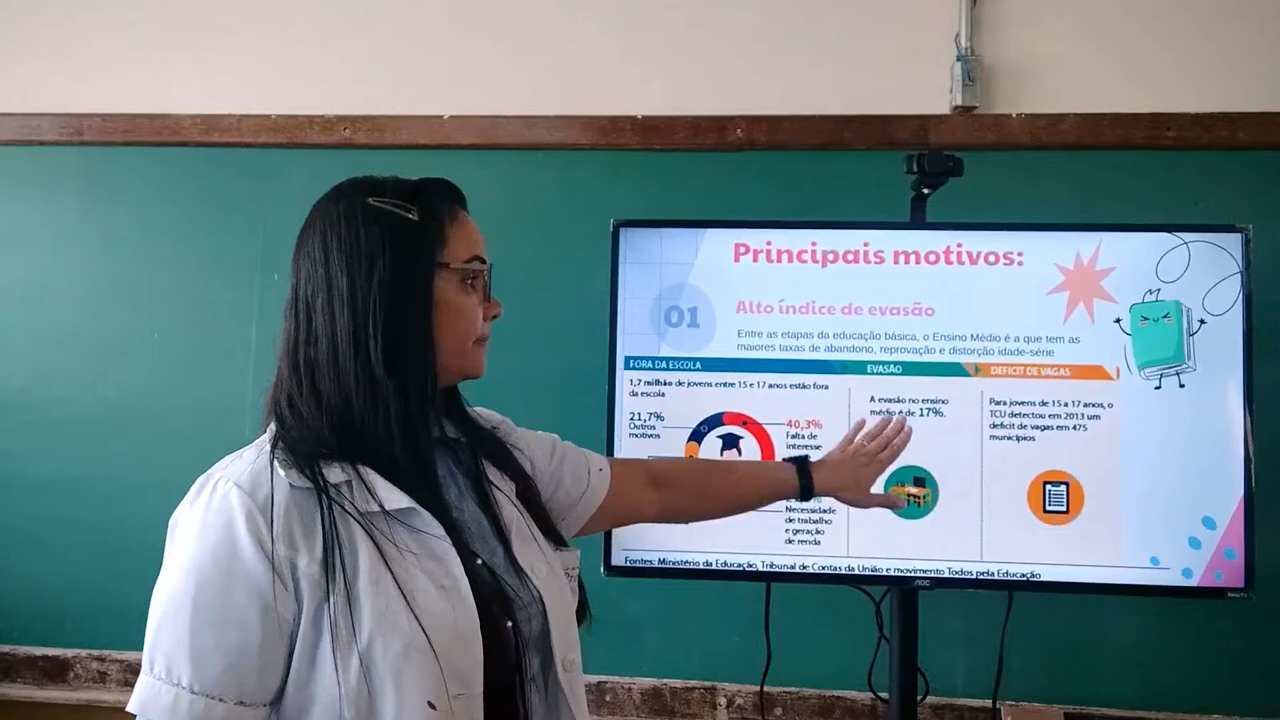 Principais motivos:
01
Alto índice de evasão
Entre as etapas da educação básica, o Ensino Médio é a que tem as
maiores taxas de abandono, reprovação e distorção idade-série
FORA DA ESCOLA
EVASÃO
DEFICIT DE VAGAS
1,7 milhão de jovens entre 15 e 17 anos estão fora
da escola
21,7%
Outros
motivos
40,3%
Falta de
interesse
Necessidade
de trabalho
e geração
de renda
A evasão no ensino
médio é de 17%.
Para jovens de 15 a 17 anos, o
TCU detectou em 2013 um
deficit de vagas em 475
municípios
Fontes: Ministério da Educação, Tribunal de Contas da União e movimento Todos pela Educação
AOC